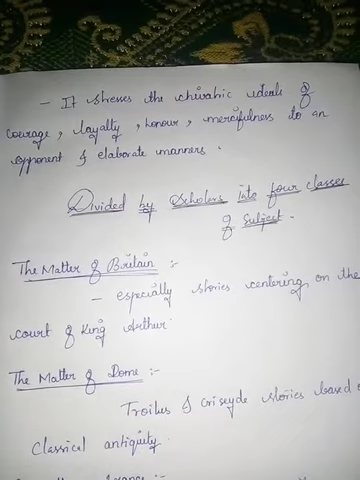 - It stresses the chivalric ideals of
courage, loyalty, honour, mercifulness to an
opponent & elaborate manners.
Divided by Scholars into four classes
of Subject.
The Matter of Britain :-
- especially stories centering on the
court of King Arthur
The Matter of Rome :-
Troilus & Criseyde stories based
Classical antiquity.